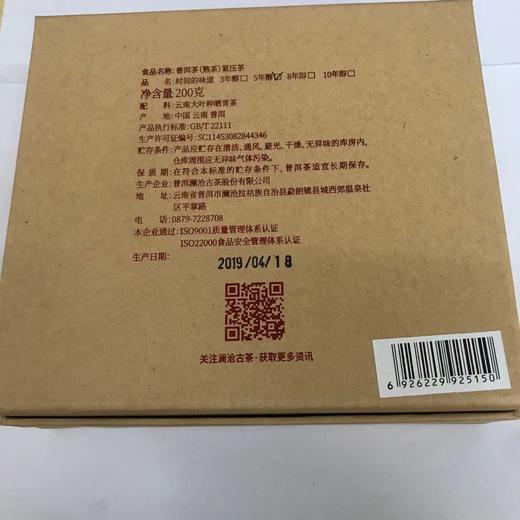 食品名称：普洱茶（熟茶）紧压茶
品　　名：时间的味道 3年醇□ 5年醇☑ 8年醇□ 10年醇□
净含量200克
配　　料：云南大叶种晒青茶
产　　地：中国 云南 普洱
产品执行标准：GB/T 22111
生产许可证编号：SC11453082844346
贮存条件：产品应贮存在清洁、通风、避光、干燥、无异味的库房内，
仓库周围应无异味气体污染。
保 质 期：在符合本标准的贮存条件下，普洱茶适宜长期保存。
生产企业：普洱澜沧古茶股份有限公司
地　　址：云南省普洱市澜沧拉祜族自治县勐朗镇县城西郊温泉社
区平掌路
电　　话：0879-7228708
本企业通过：ISO9001质量管理体系认证
ISO22000食品安全管理体系认证
生产日期：
2019/04/18
关注澜沧古茶·获取更多资讯
6 926229 925150